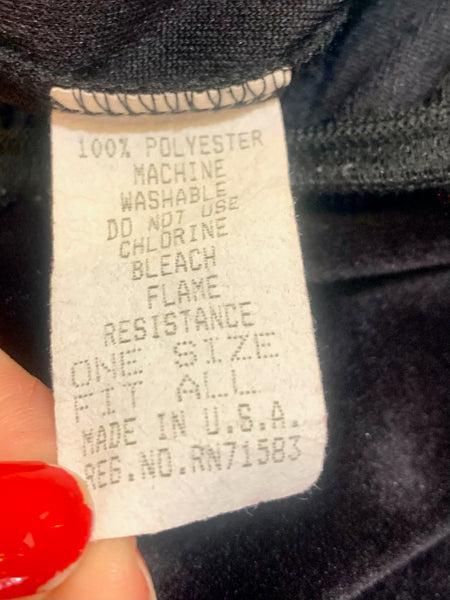 100% POLYESTER
MACHINE
WASHABLE
DO NOT USE
CHLORINE
BLEACH
FLAME
RESISTANCE
ONE SIZE
FIT ALL
MADE IN U.S.A.
REG.NO.RN71583